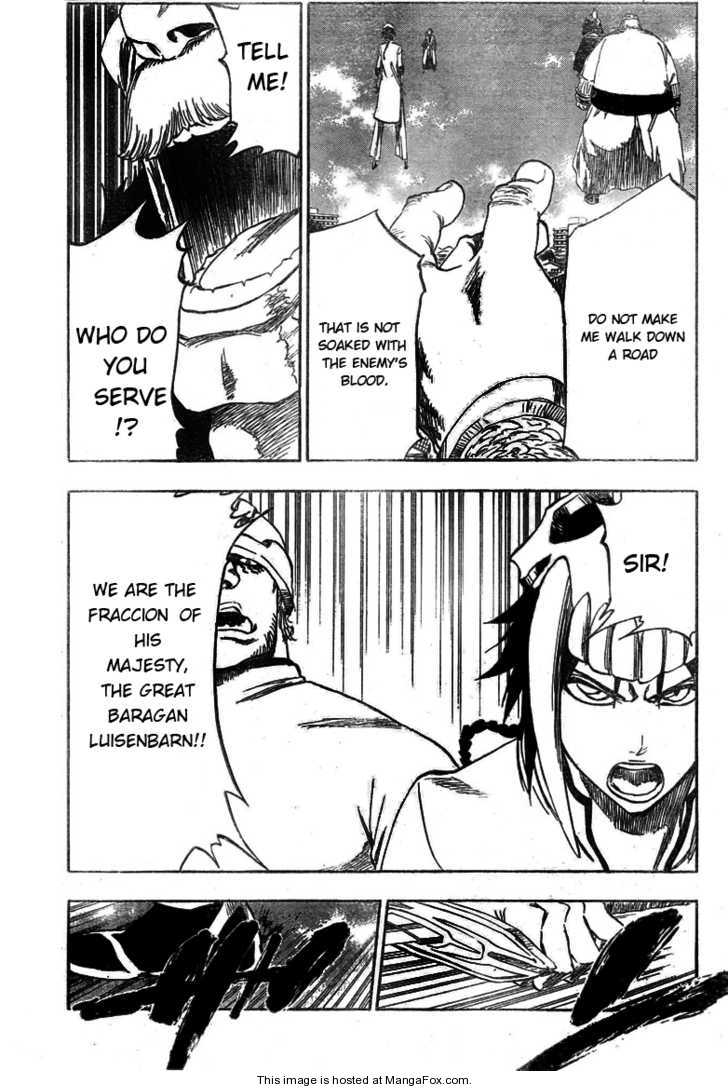 DO NOT MAKE
ME WALK DOWN
A ROAD
THAT IS NOT
SOAKED WITH
THE ENEMY'S
BLOOD.
TELL
ME!
WHO DO
YOU
SERVE
!?
SIR!
WE ARE THE
FRACCION OF
HIS
MAJESTY,
THE GREAT
BARAGAN
LUISENBARN!!
This image is hosted at MangaFox.com.